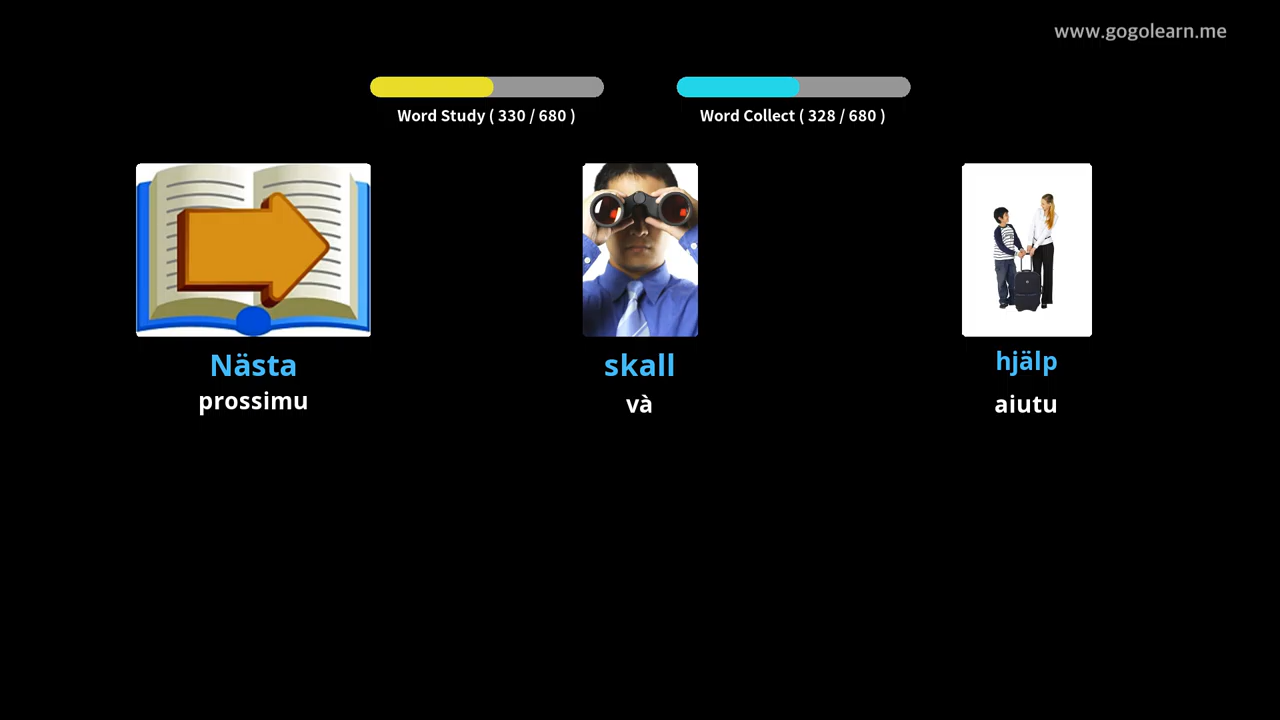 www.gogolearn.me
Word Study ( 330 / 680 )
Word Collect ( 328 / 680 )
Nästa
prossimu
skall
và
hjälp
aiutu